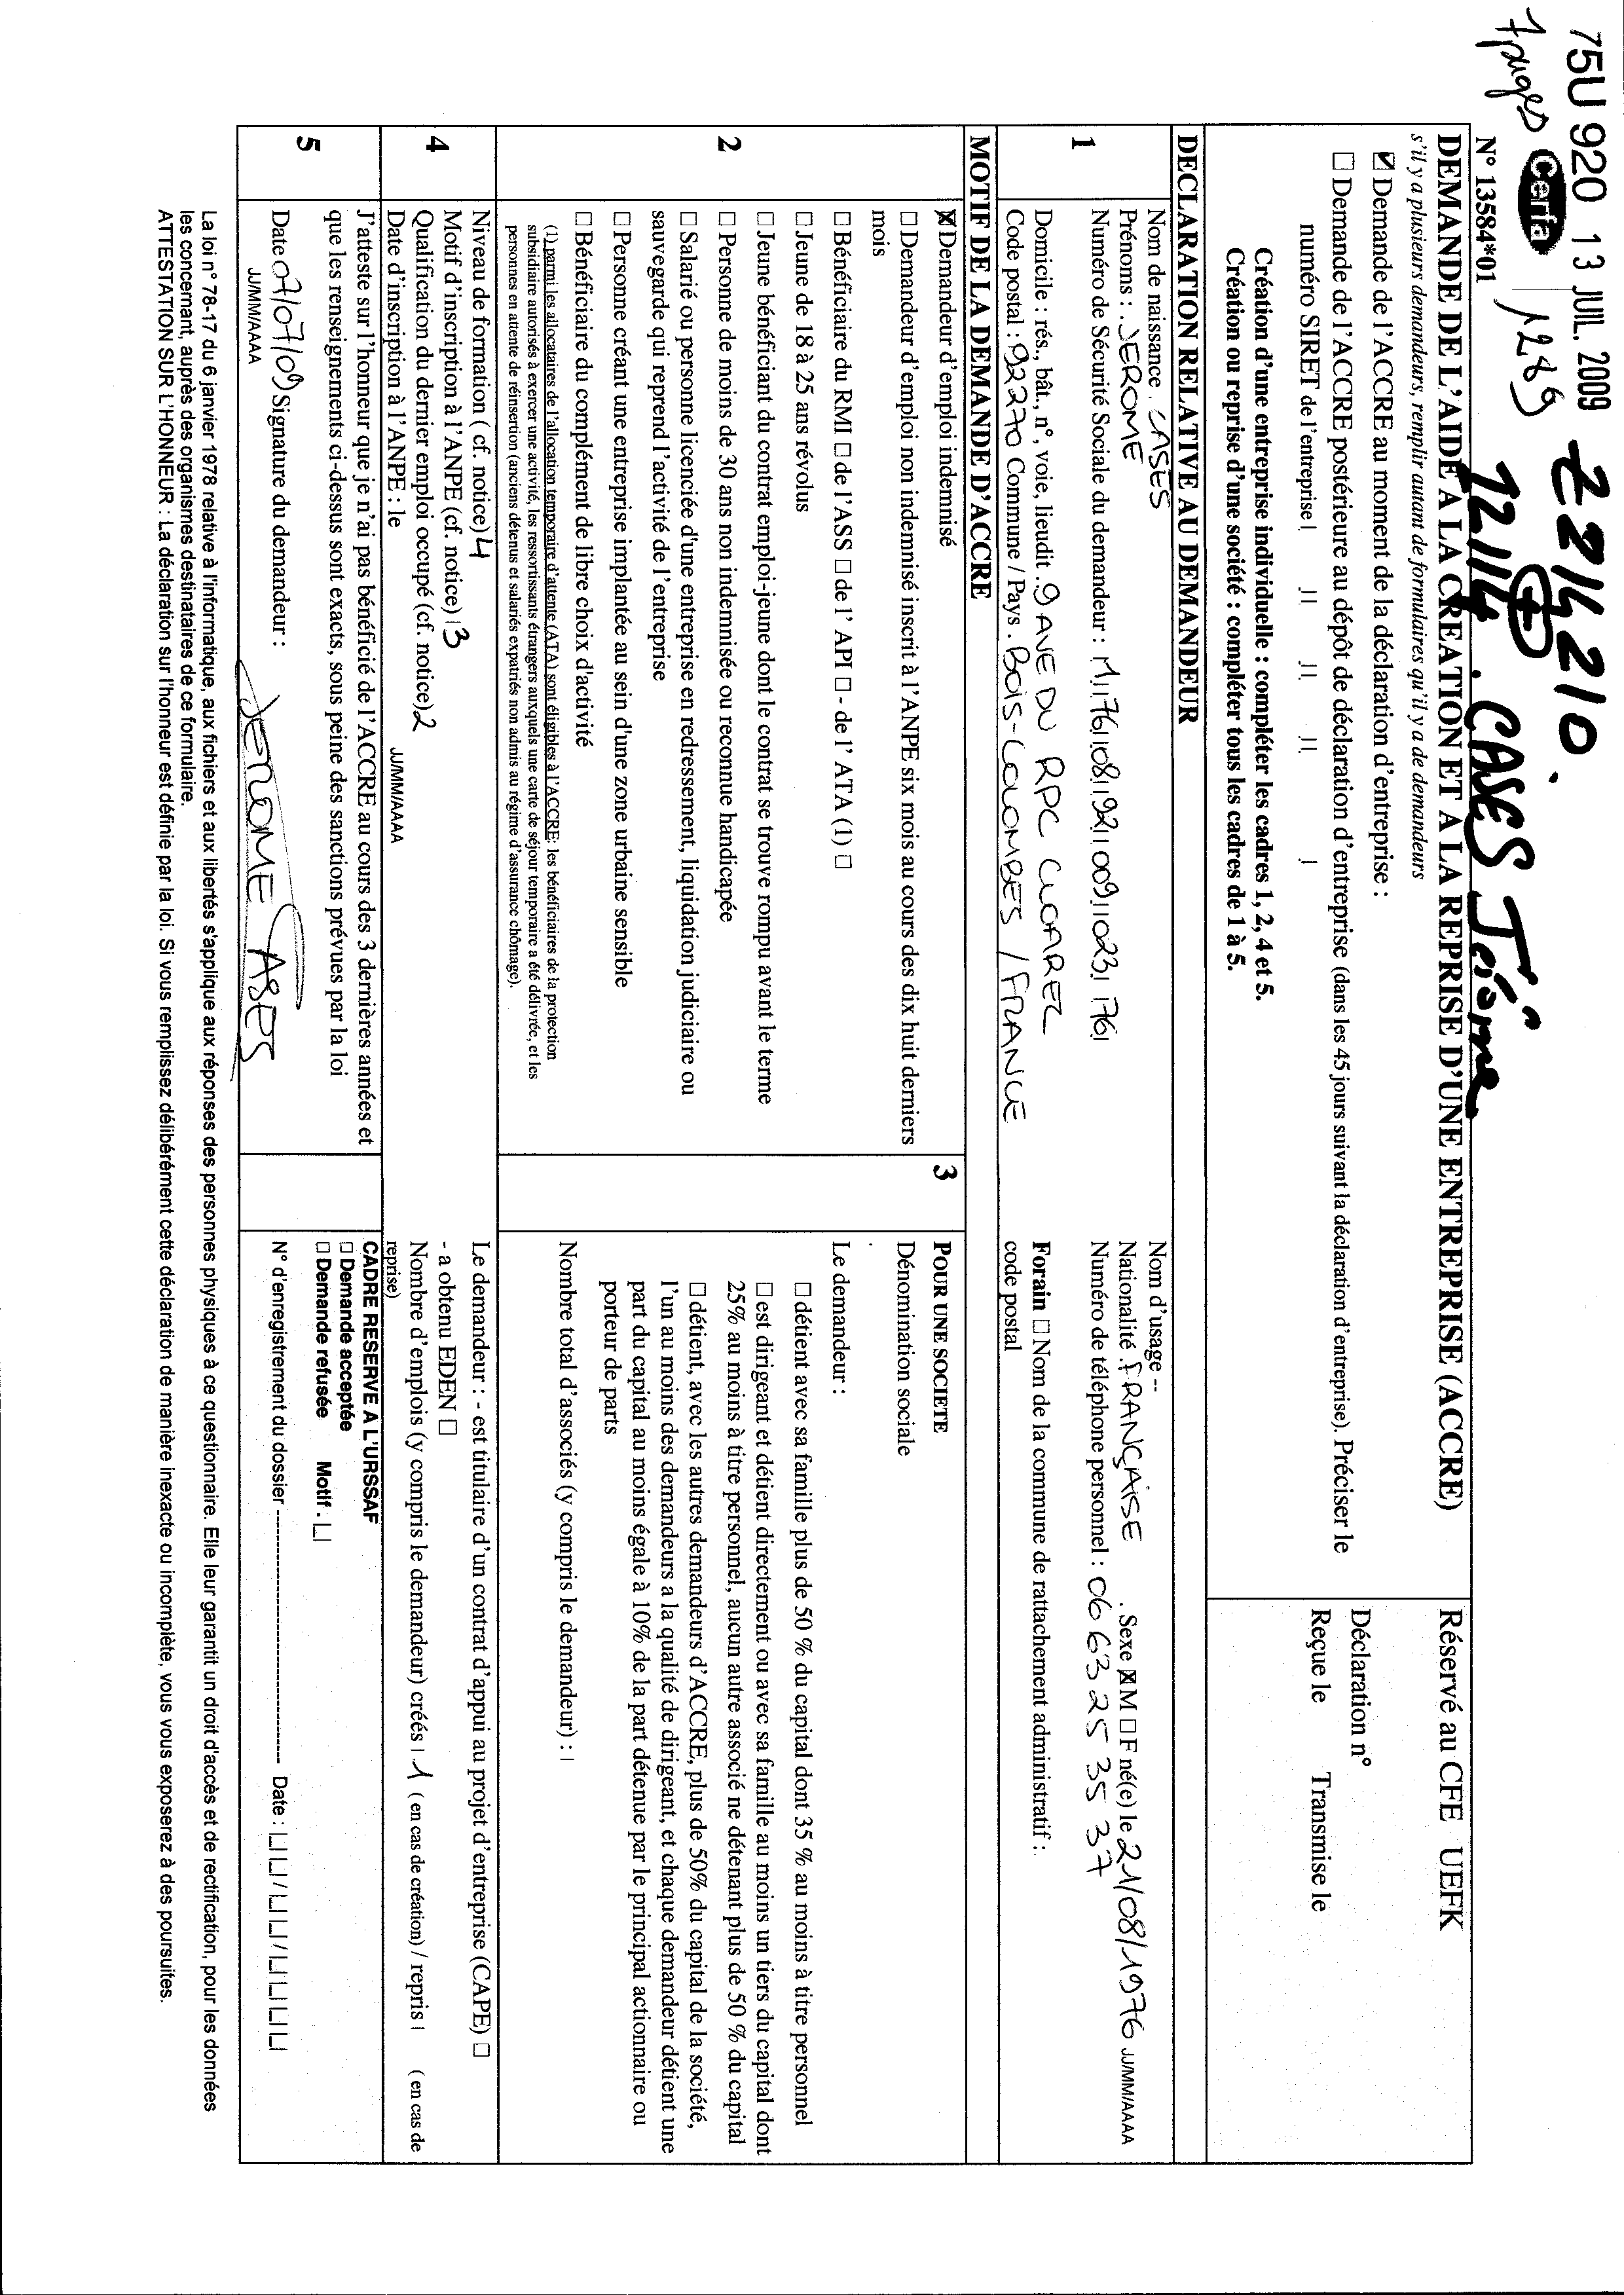 75U 920 13 JUIL. 2009
224210.
7 pages
cerfa
1289
12/14
CASES Jérôme
N° 13584*01
DEMANDE DE L'AIDE A LA CREATION ET A LA REPRISE D'UNE ENTREPRISE (ACCRE)
s'il y a plusieurs demandeurs, remplir autant de formulaires qu'il y a de demandeurs
☑ Demande de l'ACCRE au moment de la déclaration d'entreprise :
☐ Demande de l'ACCRE postérieure au dépôt de déclaration d'entreprise (dans les 45 jours suivant la déclaration d'entreprise). Préciser le
numéro SIRET de l'entreprise
Création d'une entreprise individuelle : compléter les cadres 1, 2, 4 et 5.
Création ou reprise d'une société : compléter tous les cadres de 1 à 5.
Réservé au CFE UEFK
Déclaration n°
Reçue le Transmise le
DECLARATION RELATIVE AU DEMANDEUR
1
Nom de naissance . CASES
Nom d'usage --
Prénoms : . JEROME
Nationalité . FRANÇAISE . Sexe ☒ M ☐ F né(e) le 21/08/1976 JJ/MM/AAAA
Numéro de Sécurité Sociale du demandeur : M|1|76|1|08|1|92|1|009|1|023|1|76|
Numéro de téléphone personnel : 06 63 25 35 37
Domicile : rés., bât., n°, voie, lieudit . 9 AVE DU RPC CLOAREC
Forain ☐ Nom de la commune de rattachement administratif :
Code postal : 92270 Commune / Pays . BOIS-COLOMBES / FRANCE
code postal
MOTIF DE LA DEMANDE D'ACCRE
2
☒ Demandeur d'emploi indemnisé
☐ Demandeur d'emploi non indemnisé inscrit à l'ANPE six mois au cours des dix huit derniers
mois
☐ Bénéficiaire du RMI ☐ de l'ASS ☐ de l' API ☐ - de l' ATA (1) ☐
☐ Jeune de 18 à 25 ans révolus
☐ Jeune bénéficiant du contrat emploi-jeune dont le contrat se trouve rompu avant le terme
☐ Personne de moins de 30 ans non indemnisée ou reconnue handicapée
☐ Salarié ou personne licenciée d'une entreprise en redressement, liquidation judiciaire ou
sauvegarde qui reprend l'activité de l'entreprise
☐ Personne créant une entreprise implantée au sein d'une zone urbaine sensible
☐ Bénéficiaire du complément de libre choix d'activité
(1) parmi les allocataires de l'allocation temporaire d'attente (ATA) sont éligibles à l'ACCRE: les bénéficiaires de la protection
subsidiaire autorisés à exercer une activité, les ressortissants étrangers auxquels une carte de séjour temporaire a été délivrée, et les
personnes en attente de réinsertion (anciens détenus et salariés expatriés non admis au régime d'assurance chômage).
3
POUR UNE SOCIETE
Dénomination sociale
Le demandeur :
☐ détient avec sa famille plus de 50 % du capital dont 35 % au moins à titre personnel
☐ est dirigeant et détient directement ou avec sa famille au moins un tiers du capital dont
25% au moins à titre personnel, aucun autre associé ne détenant plus de 50 % du capital
☐ détient, avec les autres demandeurs d'ACCRE, plus de 50% du capital de la société,
l'un au moins des demandeurs a la qualité de dirigeant, et chaque demandeur détient une
part du capital au moins égale à 10% de la part détenue par le principal actionnaire ou
porteur de parts
Nombre total d'associés (y compris le demandeur) : |
4
Niveau de formation ( cf. notice) 4
Motif d'inscription à l'ANPE (cf. notice) | 3
Qualification du dernier emploi occupé (cf. notice) 2
Date d'inscription à l'ANPE : le JJ/MM/AAAA
Le demandeur : - est titulaire d'un contrat d'appui au projet d'entreprise (CAPE) ☐
- a obtenu EDEN ☐
Nombre d'emplois (y compris le demandeur) créés | 1 ( en cas de création) / repris | ( en cas de
reprise)
5
J'atteste sur l'honneur que je n'ai pas bénéficié de l'ACCRE au cours des 3 dernières années et
que les renseignements ci-dessus sont exacts, sous peine des sanctions prévues par la loi
Date 07/07/09 Signature du demandeur :
JJ/MM/AAAA
JEROME CASES
CADRE RESERVE A L'URSSAF
☐ Demande acceptée
☐ Demande refusée Motif . |_|
N° d'enregistrement du dossier ------------------------------ Date : |_|_|/|_|_|/|_|_|_|_|
La loi n° 78-17 du 6 janvier 1978 relative à l'informatique, aux fichiers et aux libertés s'applique aux réponses des personnes physiques à ce questionnaire. Elle leur garantit un droit d'accès et de rectification, pour les données
les concernant, auprès des organismes destinataires de ce formulaire.
ATTESTATION SUR L'HONNEUR : La déclaration sur l'honneur est définie par la loi. Si vous remplissez délibérément cette déclaration de manière inexacte ou incomplète, vous vous exposerez à des poursuites.